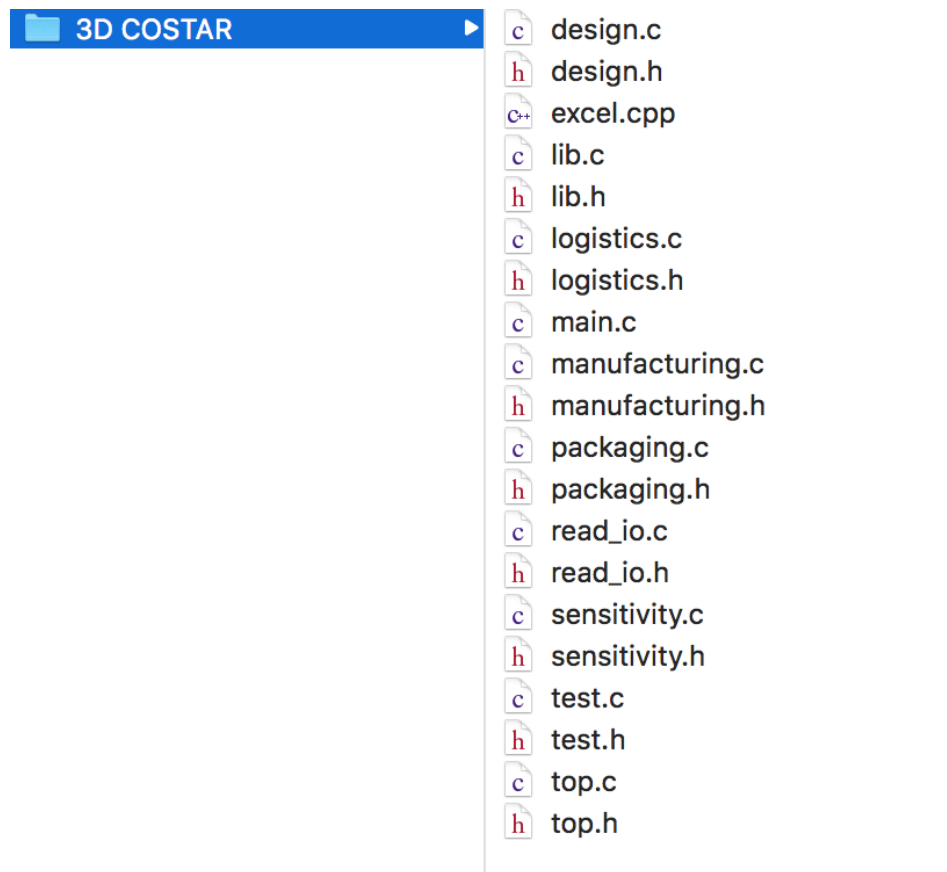 3D COSTAR
design.c
design.h
excel.cpp
lib.c
lib.h
logistics.c
logistics.h
main.c
manufacturing.c
manufacturing.h
packaging.c
packaging.h
read_io.c
read_io.h
sensitivity.c
sensitivity.h
test.c
test.h
top.c
top.h